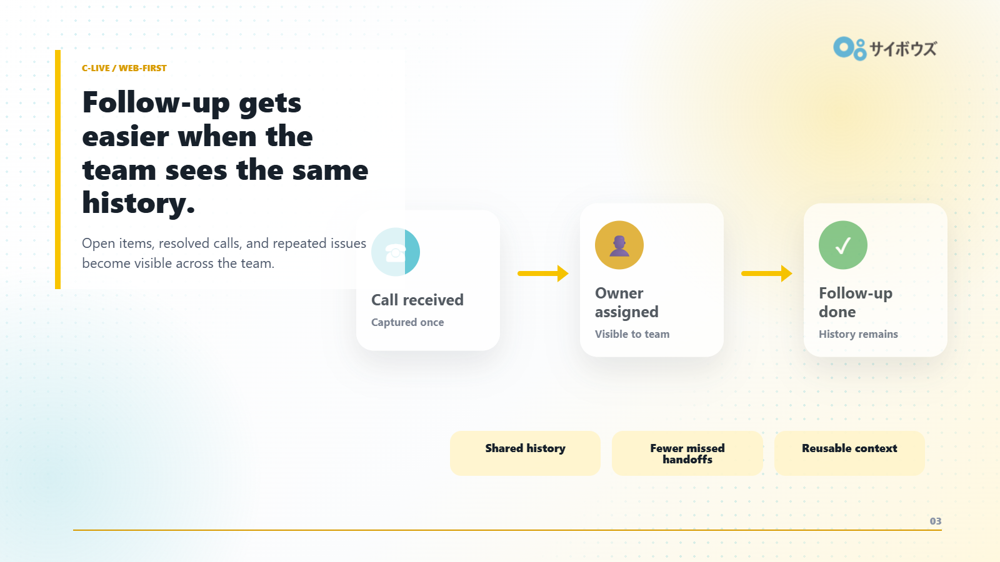 サイボウズ
C-LIVE / WEB-FIRST
Follow-up gets
easier when the
team sees the same
history.
Open items, resolved calls, and repeated issues
become visible across the team.
Call received
Captured once
Owner
assigned
Visible to team
Follow-up
done
History remains
Shared history
Fewer missed
handoffs
Reusable context
03